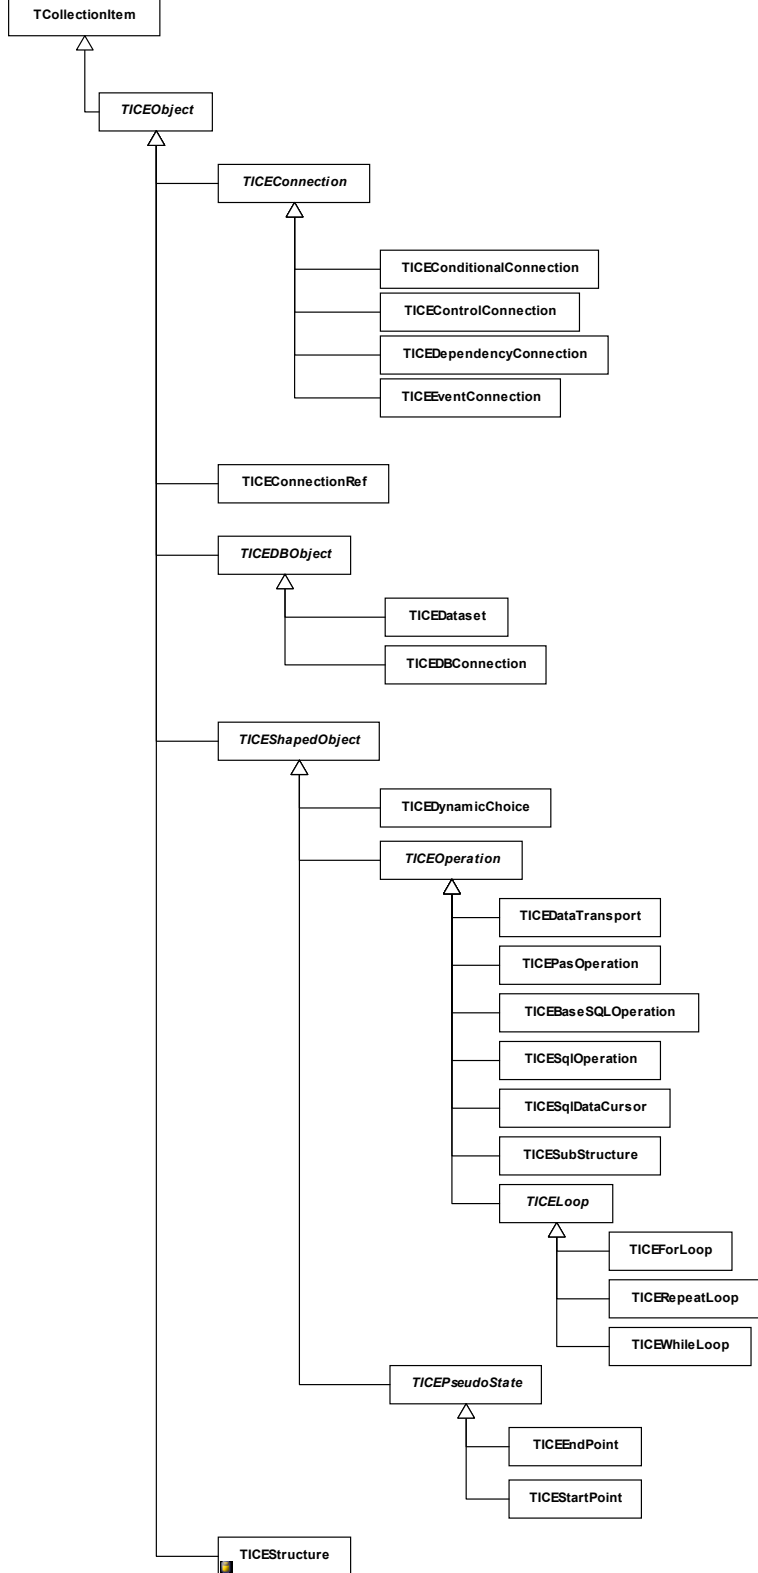 TCollectionItem
TICEObject
TICEConnection
TICEConditionalConnection
TICEControlConnection
TICEDependencyConnection
TICEEventConnection
TICEConnectionRef
TICEDBObject
TICEDataset
TICEDBConnection
TICEShapedObject
TICEDynamicChoice
TICEOperation
TICEDataTransport
TICEPasOperation
TICEBaseSQLOperation
TICESqlOperation
TICESqlDataCursor
TICESubStructure
TICELoop
TICEForLoop
TICERepeatLoop
TICEWhileLoop
TICEPseudoState
TICEEndPoint
TICEStartPoint
TICEStructure